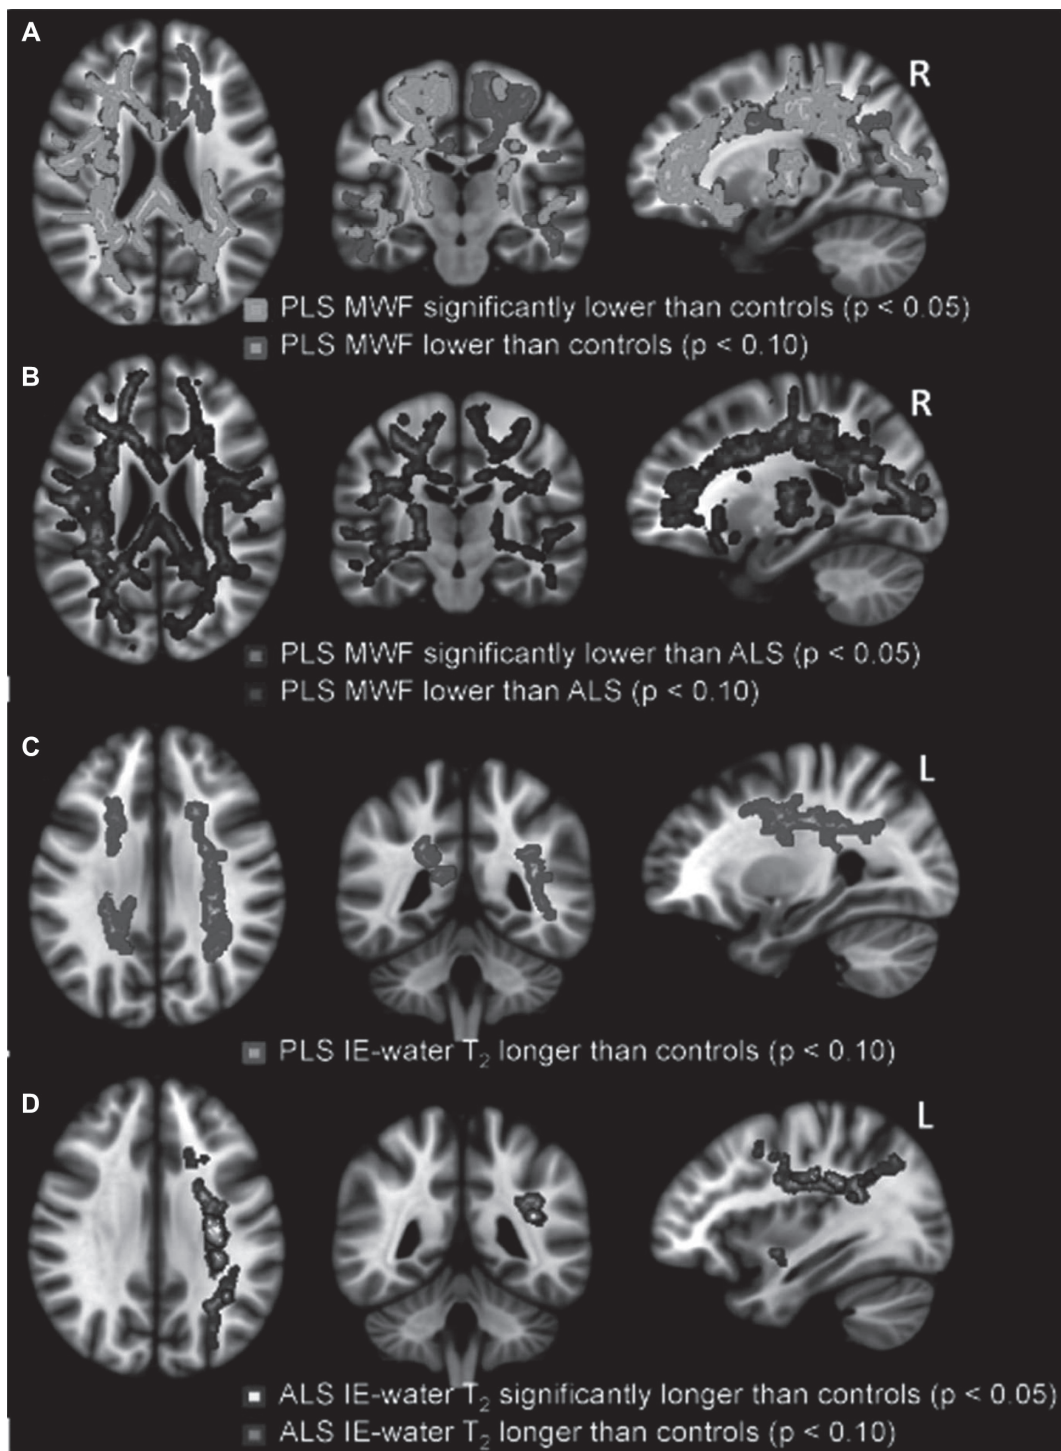 A
R
PLS MWF significantly lower than controls (p < 0.05)
PLS MWF lower than controls (p < 0.10)
B
R
PLS MWF significantly lower than ALS (p < 0.05)
PLS MWF lower than ALS (p < 0.10)
C
L
PLS IE-water T₂ longer than controls (p < 0.10)
D
L
ALS IE-water T₂ significantly longer than controls (p < 0.05)
ALS IE-water T₂ longer than controls (p < 0.10)